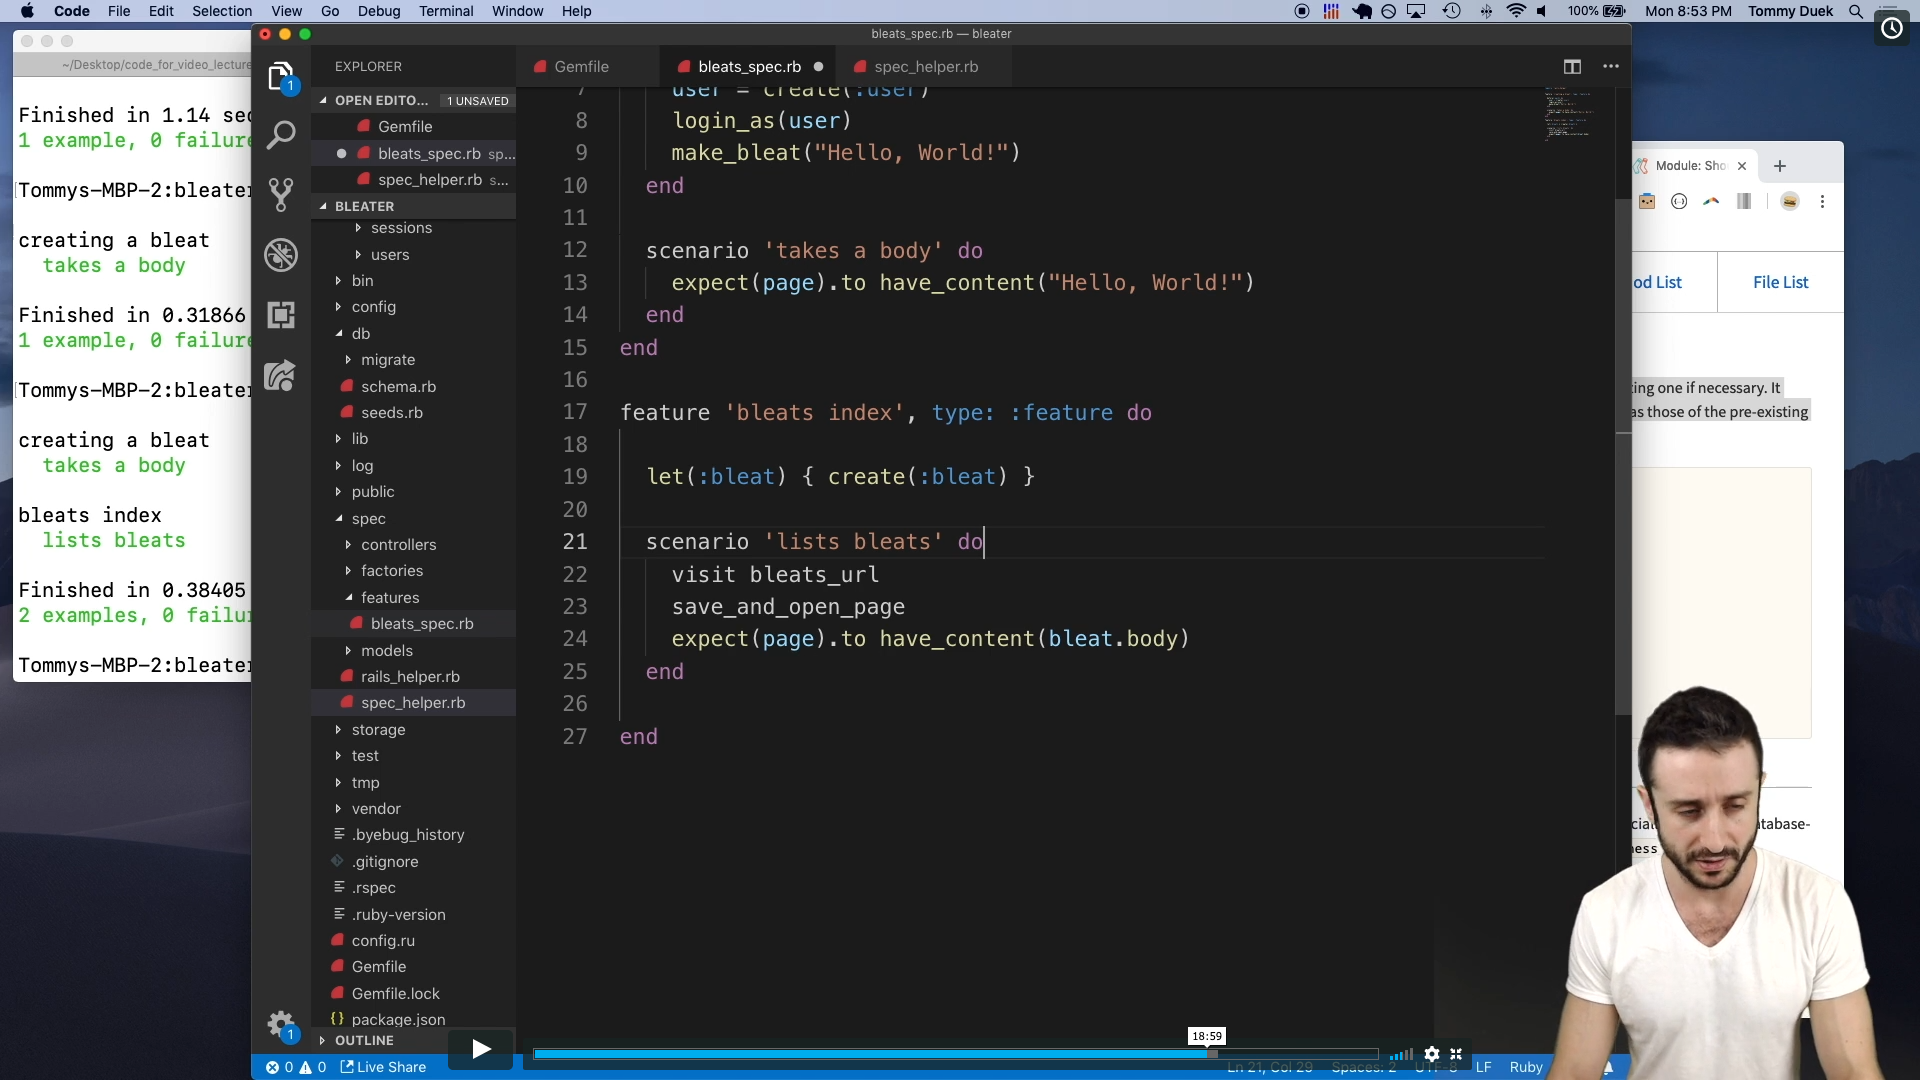 Code File Edit Selection View Go Debug Terminal Window Help 100% Mon 8:53 PM Tommy Duek
~/Desktop/code_for_video_lecture
Finished in 1.14 sec
1 example, 0 failure
Tommys-MBP-2:bleater
creating a bleat
takes a body
Finished in 0.31866
1 example, 0 failure
Tommys-MBP-2:bleater
creating a bleat
takes a body
bleats index
lists bleats
Finished in 0.38405
2 examples, 0 failu
Tommys-MBP-2:bleater
bleats_spec.rb — bleater
EXPLORER
OPEN EDITO... 1 UNSAVED
Gemfile
bleats_spec.rb sp...
spec_helper.rb s...
BLEATER
sessions
users
bin
config
db
migrate
schema.rb
seeds.rb
lib
log
public
spec
controllers
factories
features
bleats_spec.rb
models
rails_helper.rb
spec_helper.rb
storage
test
tmp
vendor
.byebug_history
.gitignore
.rspec
.ruby-version
config.ru
Gemfile
Gemfile.lock
package.json
OUTLINE
1
1
Gemfile bleats_spec.rb spec_helper.rb
7 user = create(:user)
8 login_as(user)
9 make_bleat("Hello, World!")
10 end
11
12 scenario 'takes a body' do
13 expect(page).to have_content("Hello, World!")
14 end
15 end
16
17 feature 'bleats index', type: :feature do
18
19 let(:bleat) { create(:bleat) }
20
21 scenario 'lists bleats' do
22 visit bleats_url
23 save_and_open_page
24 expect(page).to have_content(bleat.body)
25 end
26
27 end
18:59
0 0 Live Share Ln 21, Col 29 Spaces: 2 UTF-8 LF Ruby
Module: Sho
od List File List
ting one if necessary. It
as those of the pre-existing
cial
tabase-
ness